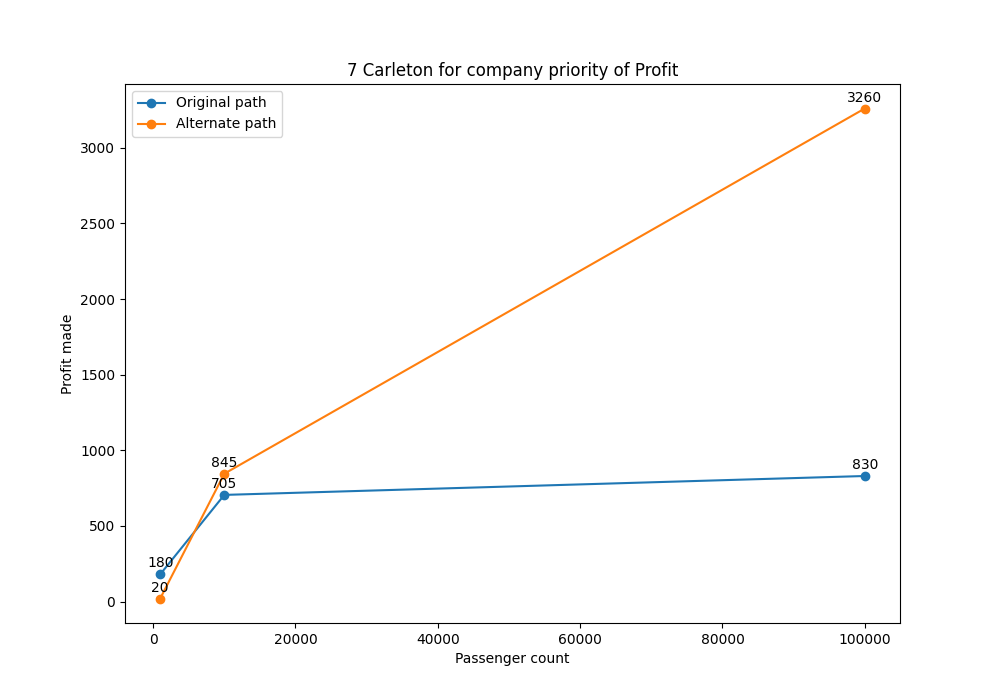 7 Carleton for company priority of Profit
Original path
Alternate path
3260
845
705
830
180
20
3000
2500
2000
1500
1000
500
0
Profit made
0 20000 40000 60000 80000 100000
Passenger count